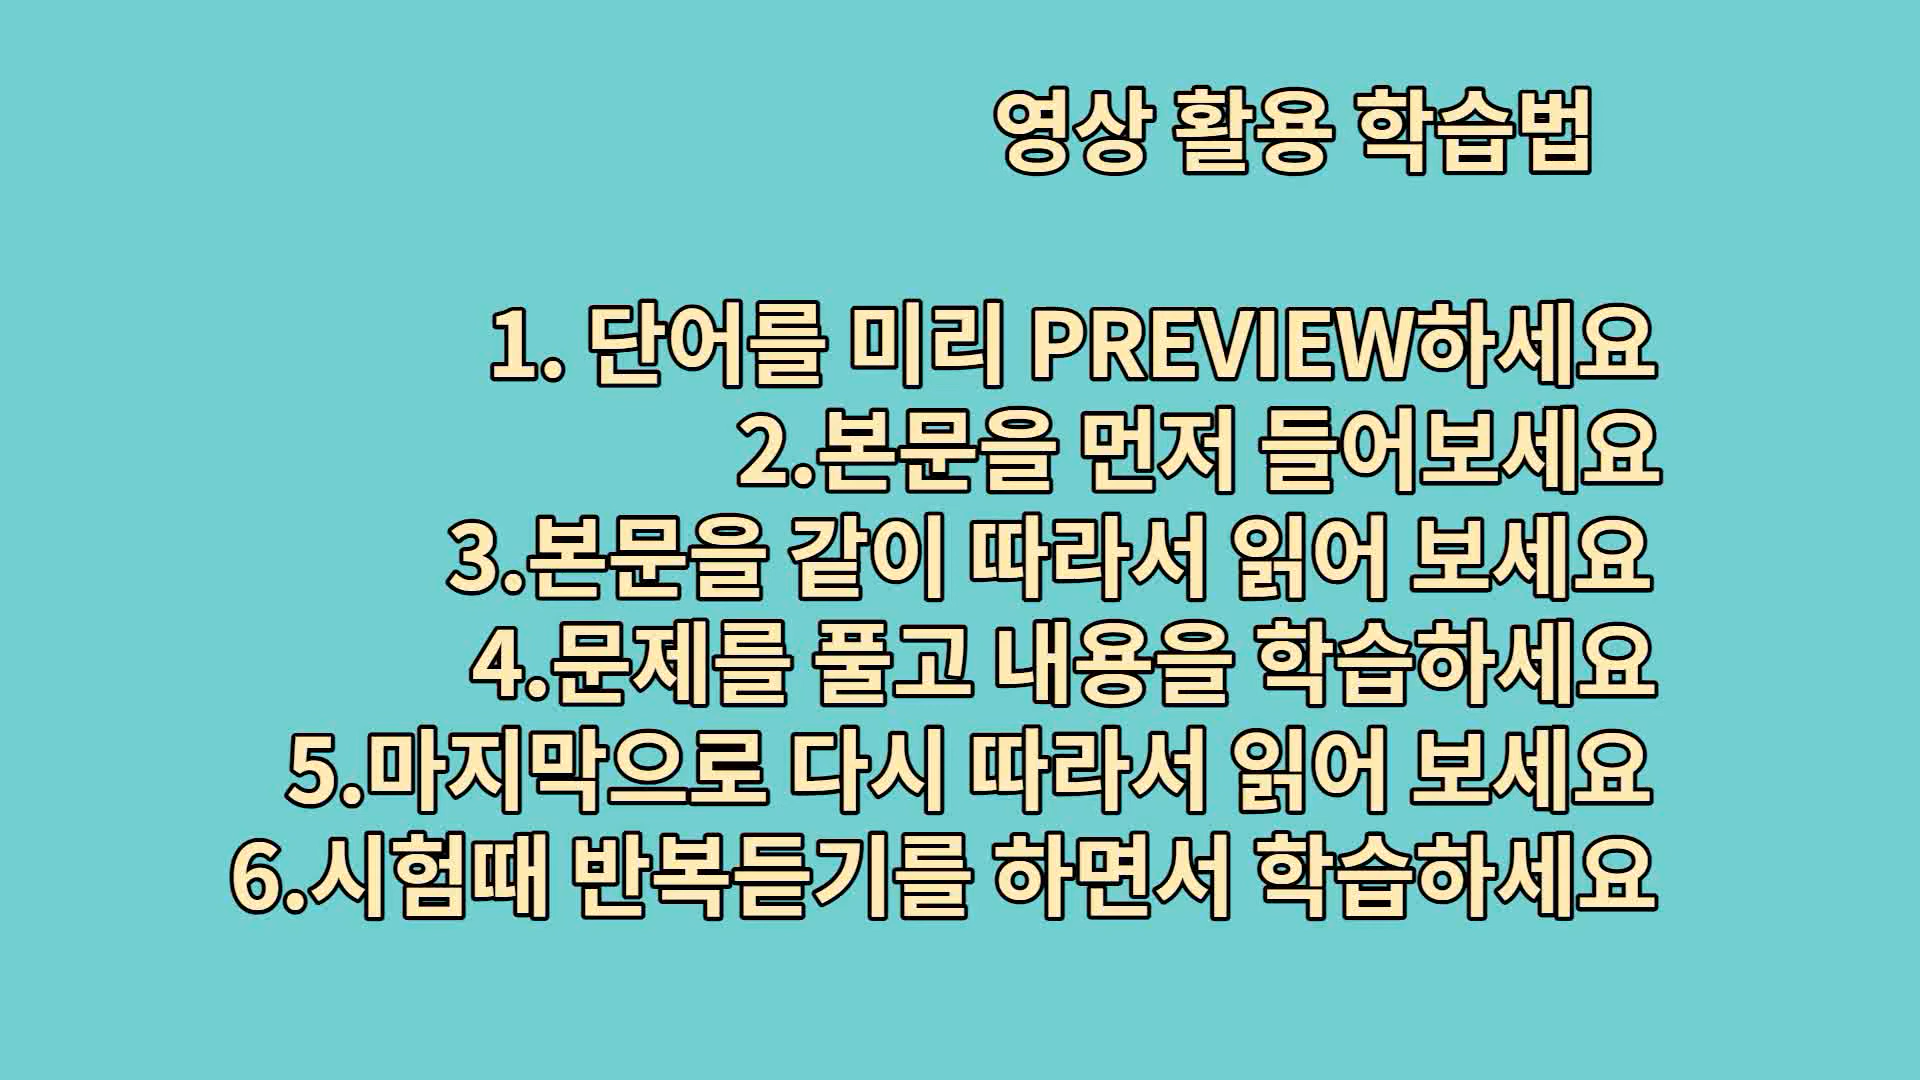 영상 활용 학습법
1. 단어를 미리 PREVIEW하세요
2.본문을 먼저 들어보세요
3.본문을 같이 따라서 읽어 보세요
4.문제를 풀고 내용을 학습하세요
5.마지막으로 다시 따라서 읽어 보세요
6.시험때 반복듣기를 하면서 학습하세요